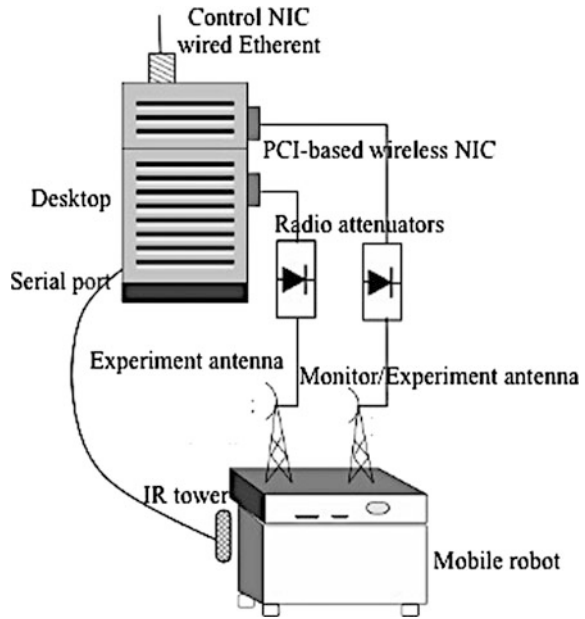 Control NIC
wired Etherent
PCI-based wireless NIC
Desktop
Radio attenuators
Serial port
Experiment antenna
Monitor/Experiment antenna
IR tower
Mobile robot